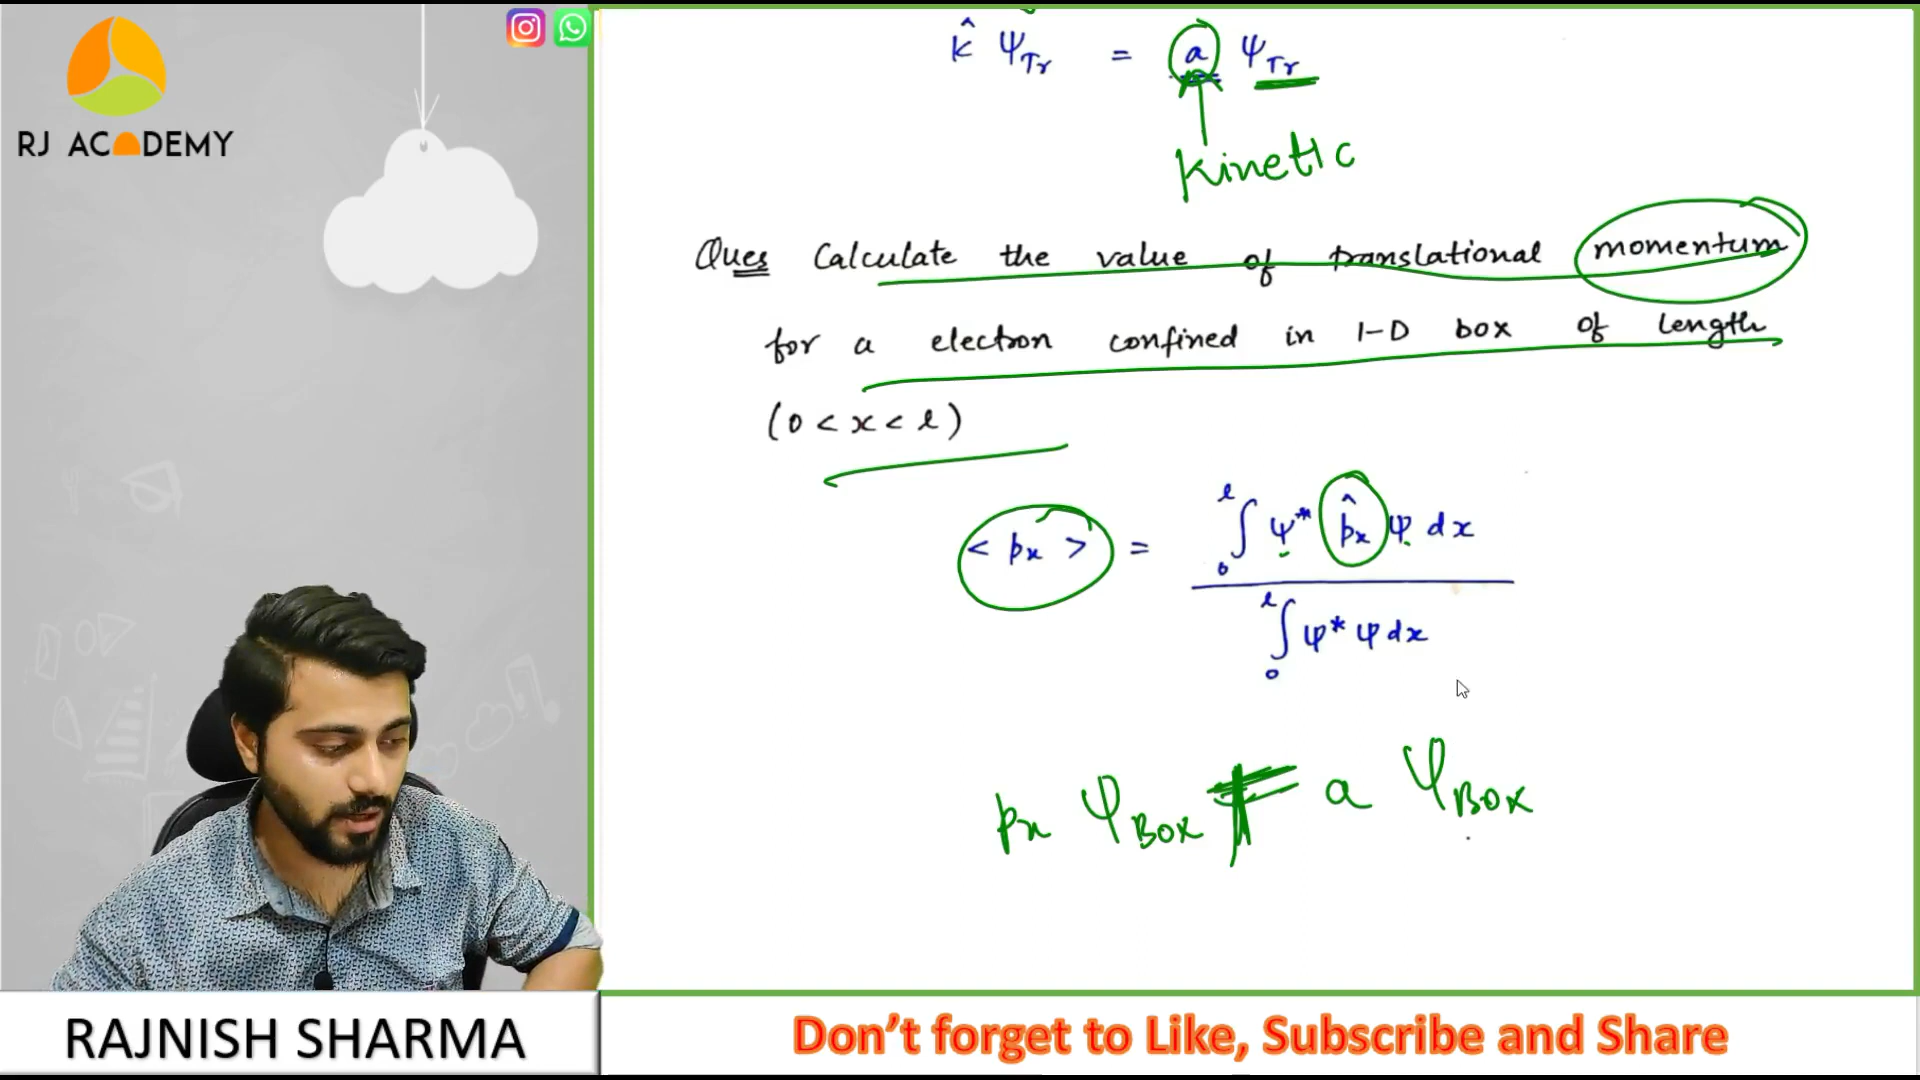 RJ ACADEMY
k̂ ψTr = a ψTr
Kinetic
Ques Calculate the value of translational momentum
for a electron confined in 1-D box of length
(0 < x < l)
< px > = ∫₀ˡ ψ* p̂x ψ dx
∫₀ˡ ψ* ψ dx
px ψBox ≠ a ψBox
RAJNISH SHARMA
Don't forget to Like, Subscribe and Share